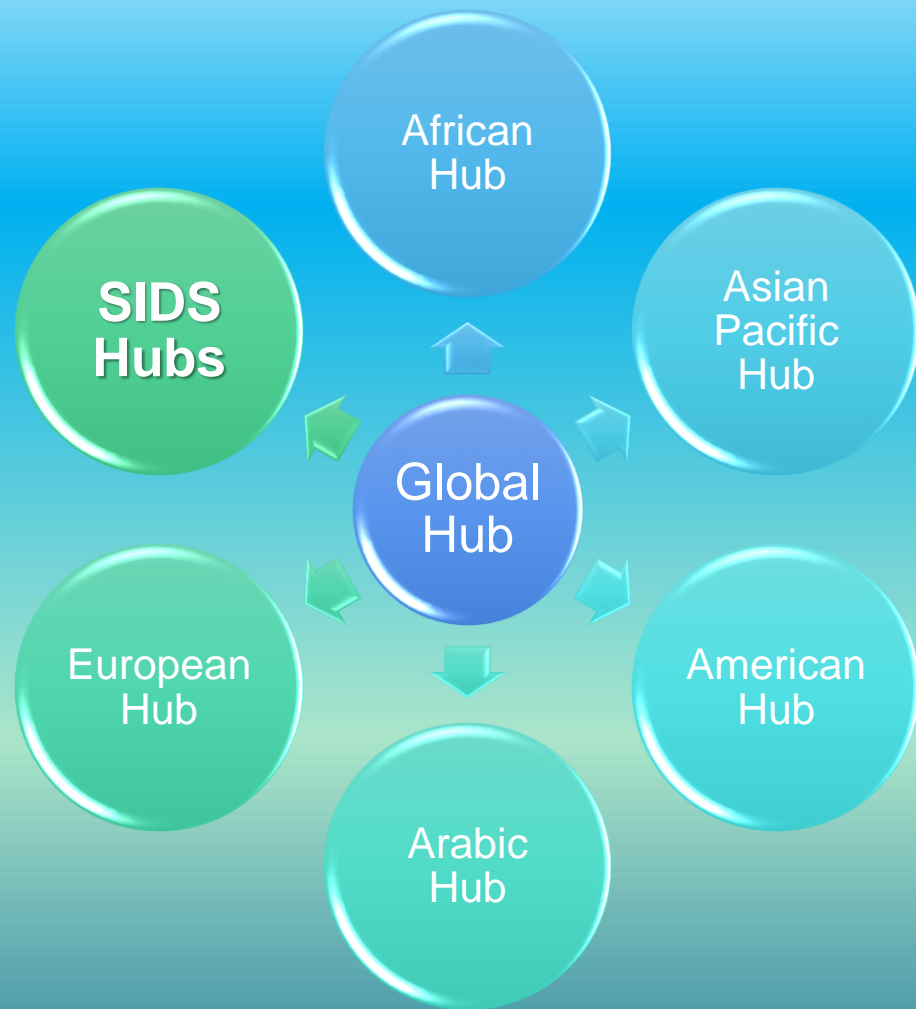 African
Hub
SIDS
Hubs
Asian
Pacific
Hub
Global
Hub
European
Hub
American
Hub
Arabic
Hub